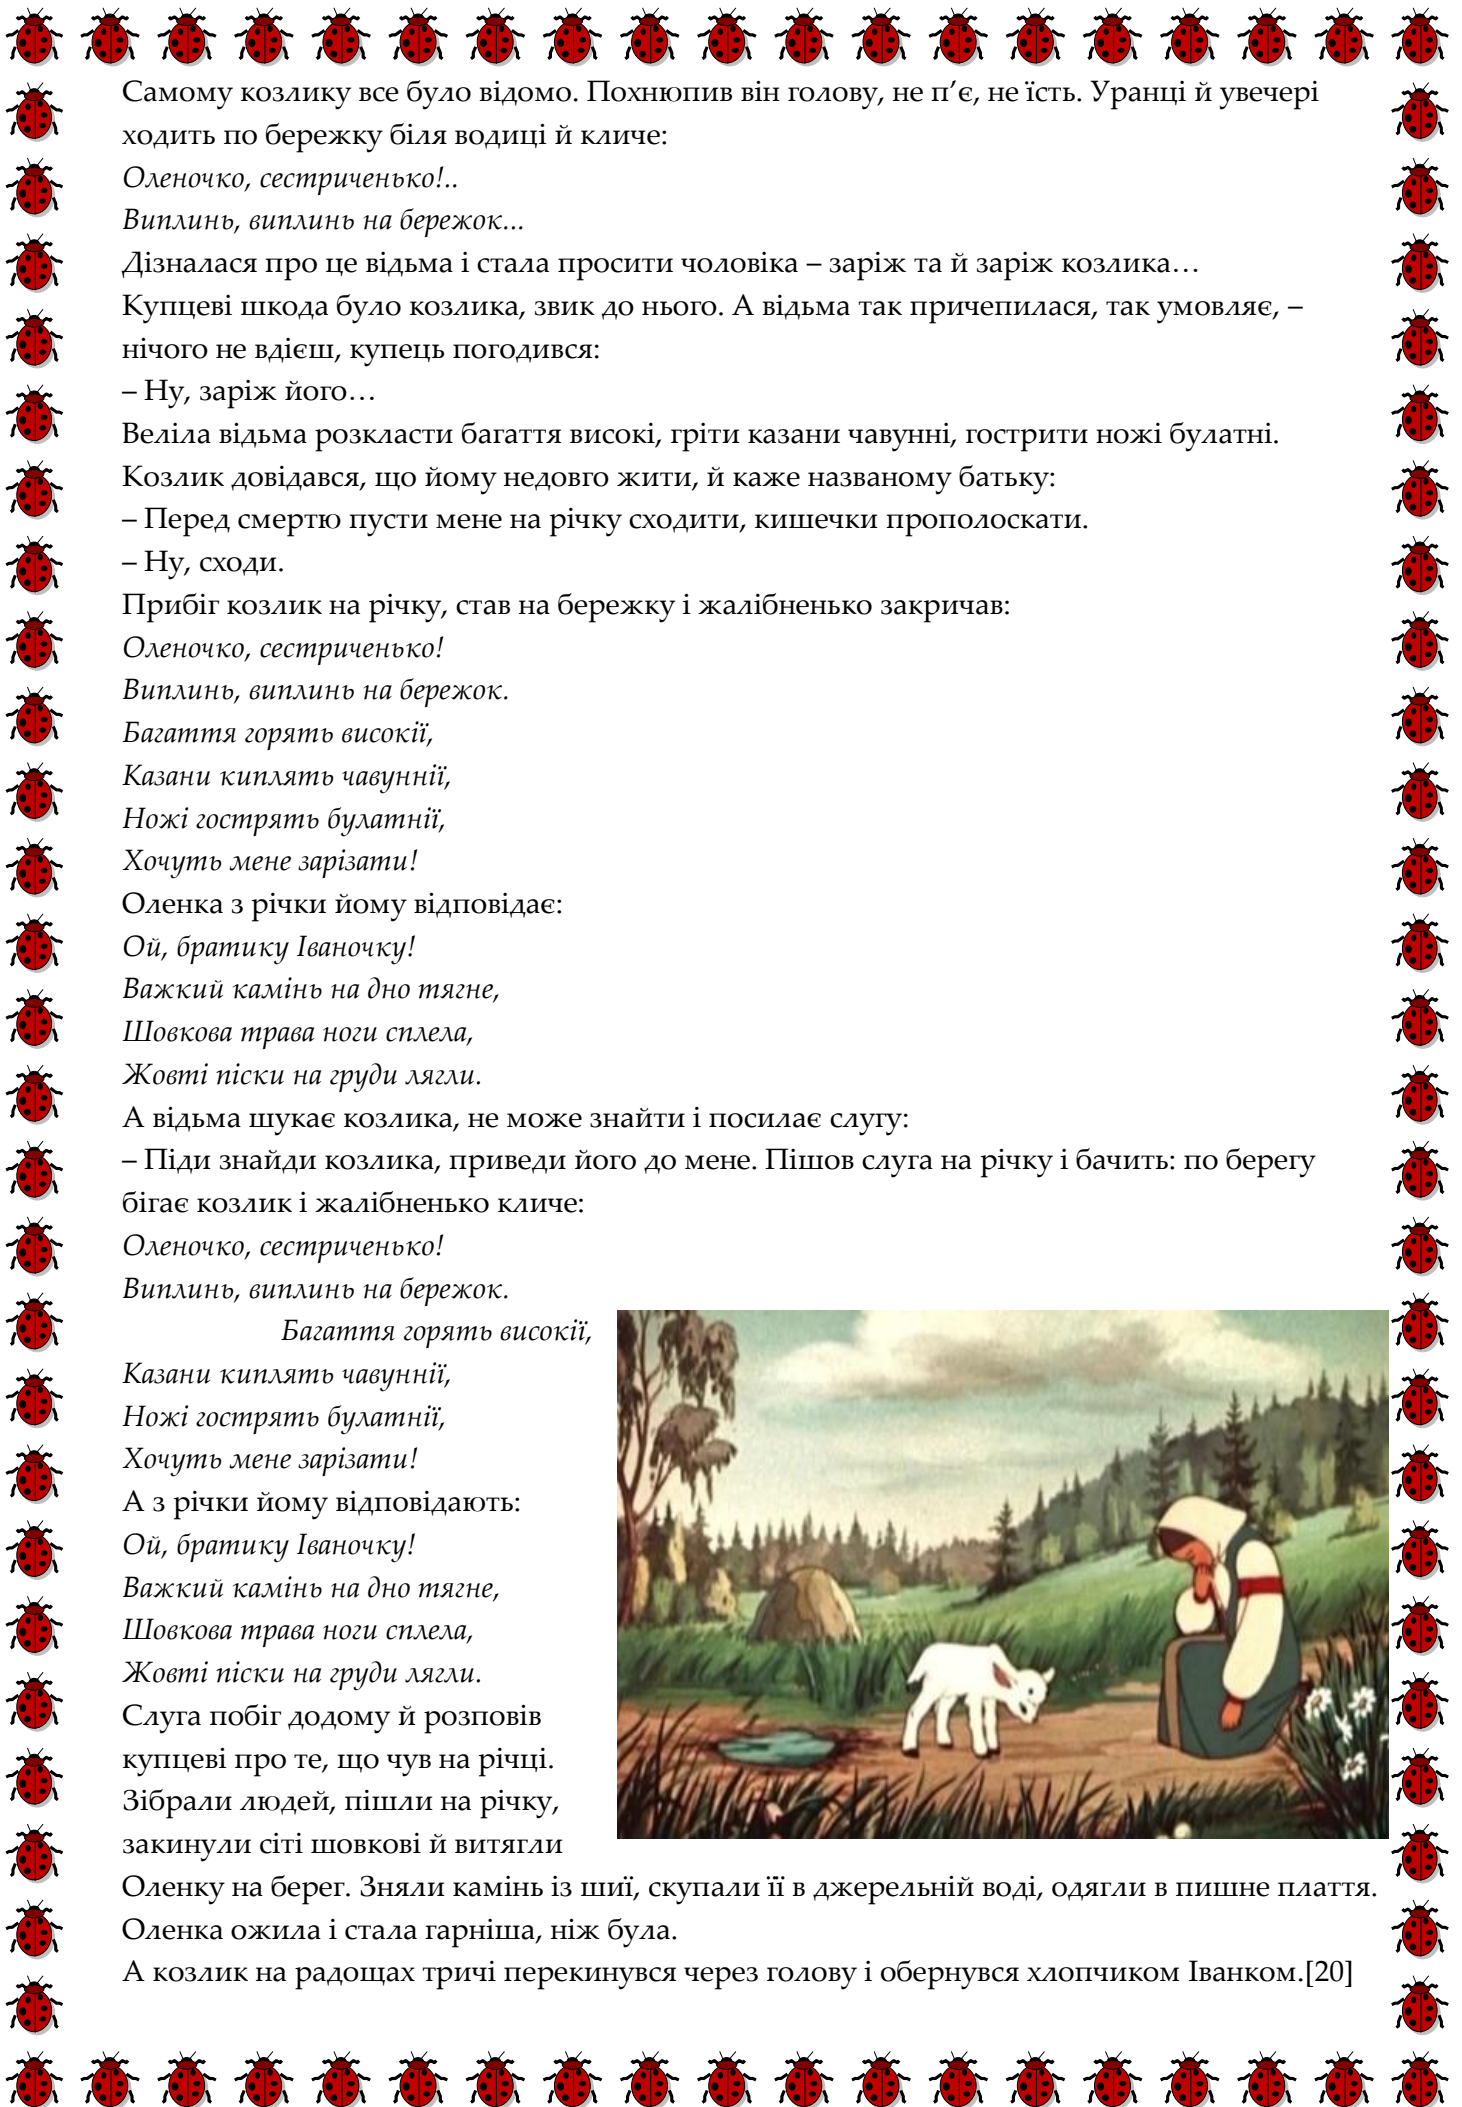 Самому козлику все було відомо. Похнюпив він голову, не п’є, не їсть. Уранці й увечері
ходить по бережку біля водиці й кличе:
Оленочко, сестриченько!..
Виплинь, виплинь на бережок...
Дізналася про це відьма і стала просити чоловіка – заріж та й заріж козлика…
Купцеві шкода було козлика, звик до нього. А відьма так причепилася, так умовляє, –
нічого не вдієш, купець погодився:
– Ну, заріж його…
Веліла відьма розкласти багаття високі, гріти казани чавунні, гострити ножі булатні.
Козлик довідався, що йому недовго жити, й каже названому батьку:
– Перед смертю пусти мене на річку сходити, кишечки прополоскати.
– Ну, сходи.
Прибіг козлик на річку, став на бережку і жалібненько закричав:
Оленочко, сестриченько!
Виплинь, виплинь на бережок.
Багаття горять високії,
Казани киплять чавуннії,
Ножі гострять булатнії,
Хочуть мене зарізати!
Оленка з річки йому відповідає:
Ой, братику Іваночку!
Важкий камінь на дно тягне,
Шовкова трава ноги сплела,
Жовті піски на груди лягли.
А відьма шукає козлика, не може знайти і посилає слугу:
– Піди знайди козлика, приведи його до мене. Пішов слуга на річку і бачить: по берегу
бігає козлик і жалібненько кличе:
Оленочко, сестриченько!
Виплинь, виплинь на бережок.
Багаття горять високії,
Казани киплять чавуннії,
Ножі гострять булатнії,
Хочуть мене зарізати!
А з річки йому відповідають:
Ой, братику Іваночку!
Важкий камінь на дно тягне,
Шовкова трава ноги сплела,
Жовті піски на груди лягли.
Слуга побіг додому й розповів
купцеві про те, що чув на річці.
Зібрали людей, пішли на річку,
закинули сіті шовкові й витягли
Оленку на берег. Зняли камінь із шиї, скупали її в джерельній воді, одягли в пишне плаття.
Оленка ожила і стала гарніша, ніж була.
А козлик на радощах тричі перекинувся через голову і обернувся хлопчиком Іванком.[20]